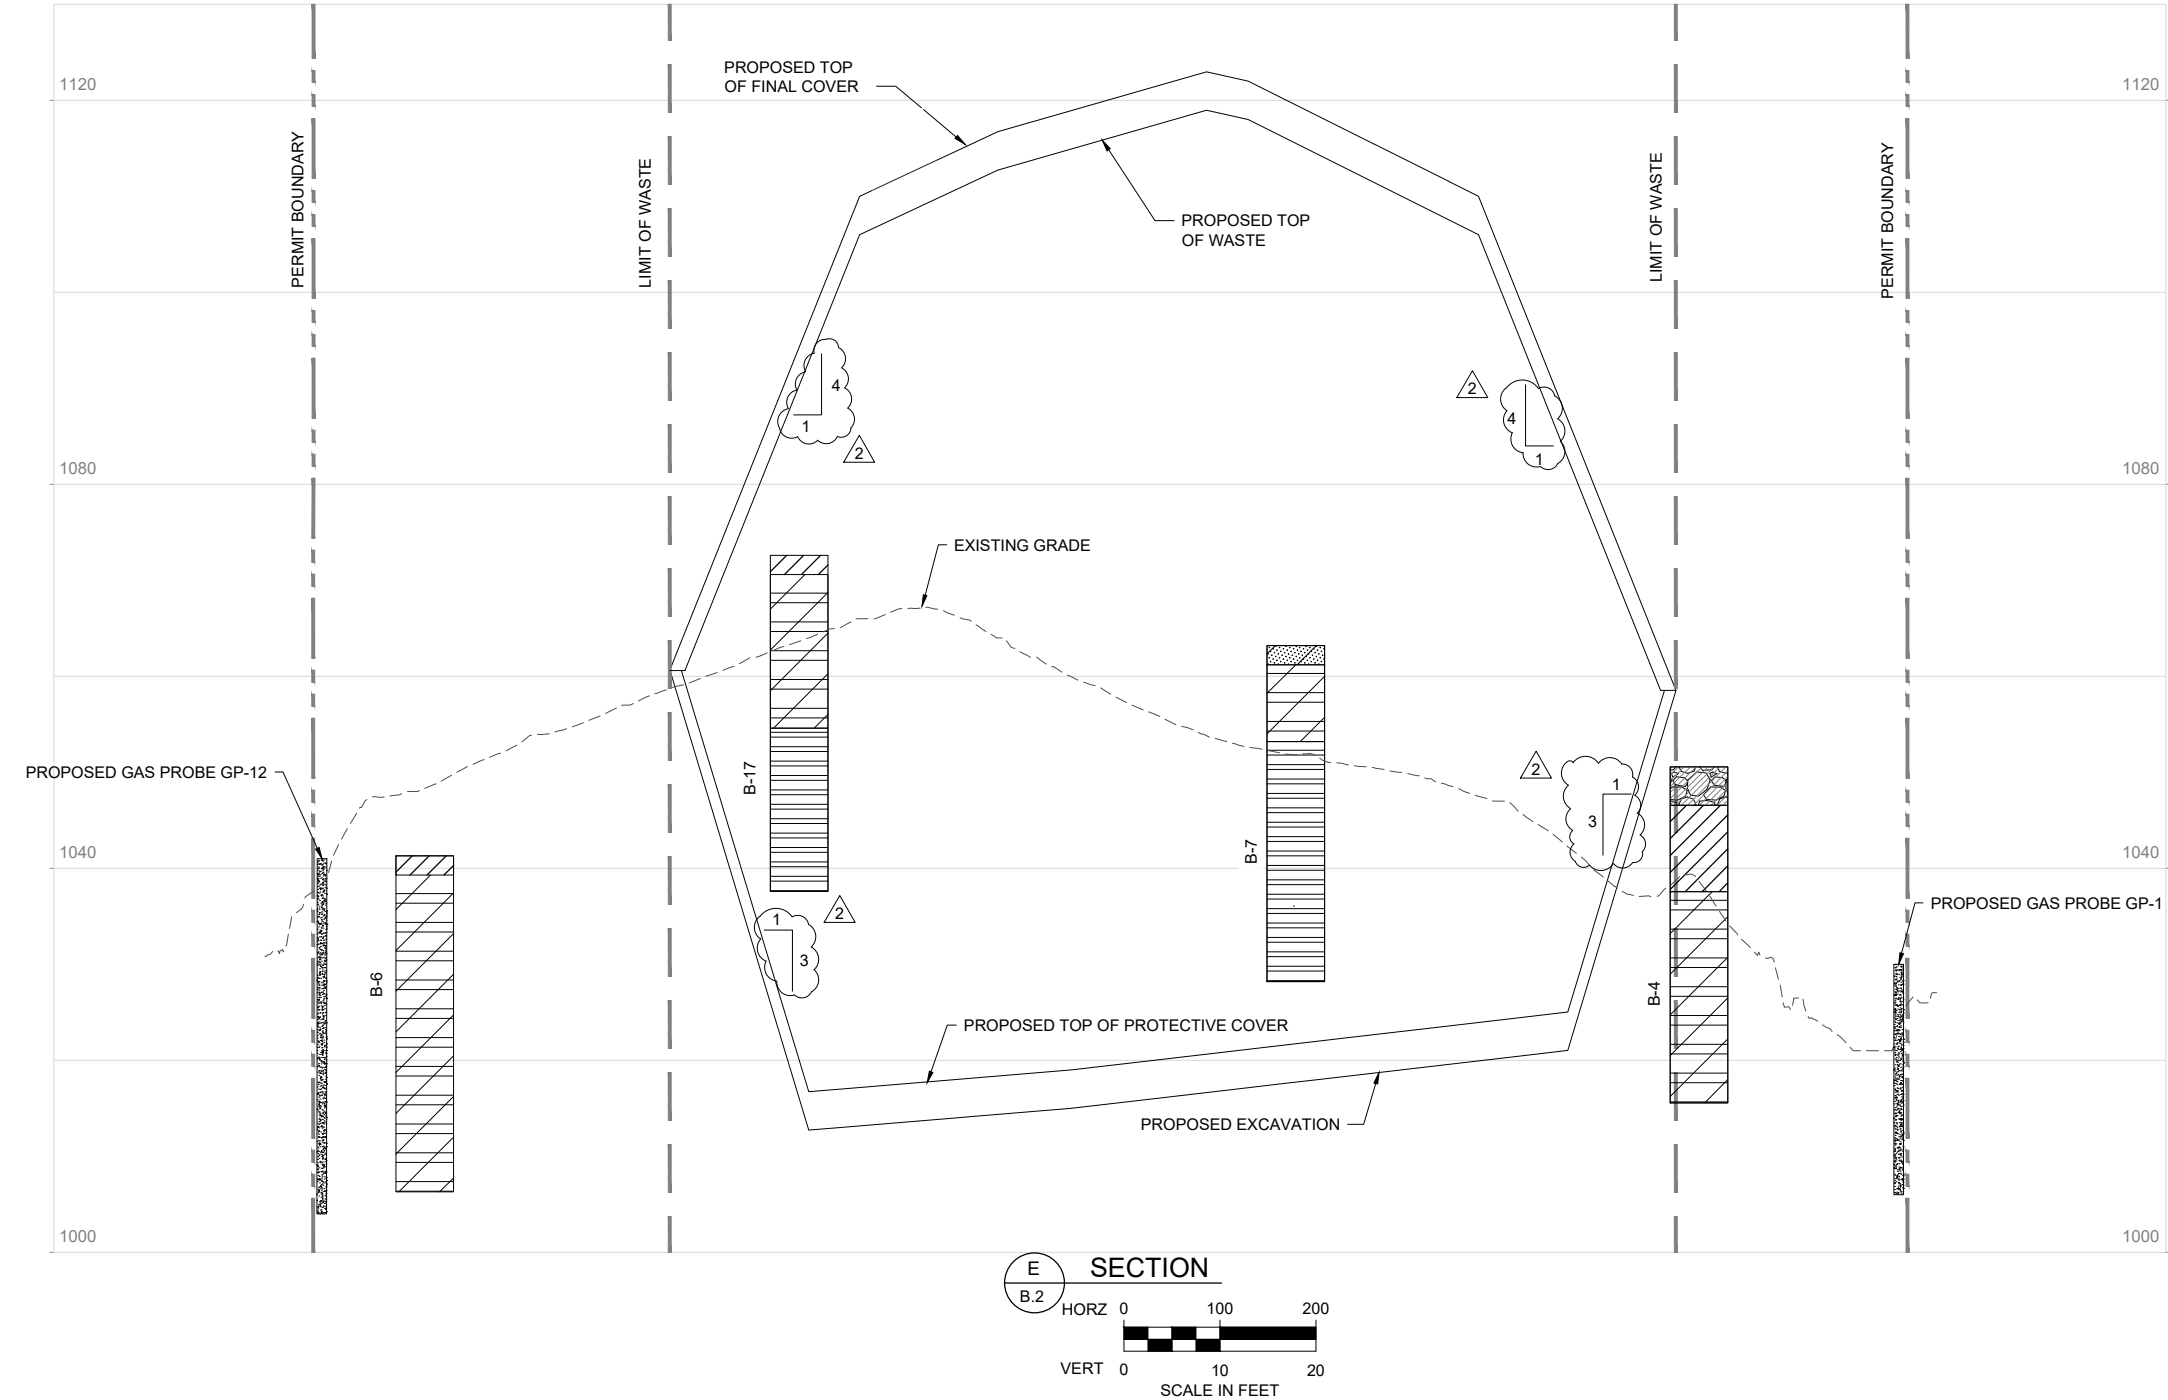 PROPOSED TOP
OF FINAL COVER
1120
1120
PERMIT BOUNDARY
LIMIT OF WASTE
LIMIT OF WASTE
PERMIT BOUNDARY
PROPOSED TOP
OF WASTE
4
1
2
2
4
1
1080
1080
EXISTING GRADE
PROPOSED GAS PROBE GP-12
B-17
2
1
3
B-7
1040
1040
2
1
3
B-6
B-4
PROPOSED GAS PROBE GP-1
PROPOSED TOP OF PROTECTIVE COVER
PROPOSED EXCAVATION
1000
1000
E
B.2
SECTION
HORZ 0 100 200
VERT 0 10 20
SCALE IN FEET